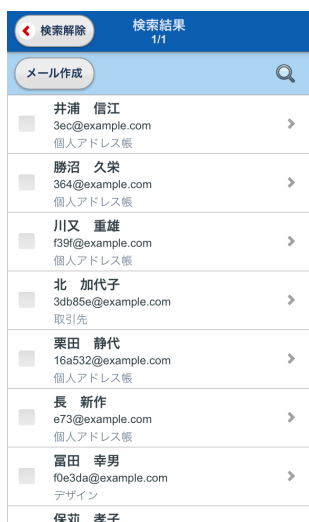 検索解除
検索結果
1/1
メール作成
井浦　信江
3ec@example.com
個人アドレス帳
勝沼　久栄
364@example.com
個人アドレス帳
川又　重雄
f39f@example.com
個人アドレス帳
北　加代子
3db85e@example.com
取引先
栗田　静代
16a532@example.com
個人アドレス帳
長　新作
e73@example.com
個人アドレス帳
冨田　幸男
f0e3da@example.com
デザイン
保苅　孝子